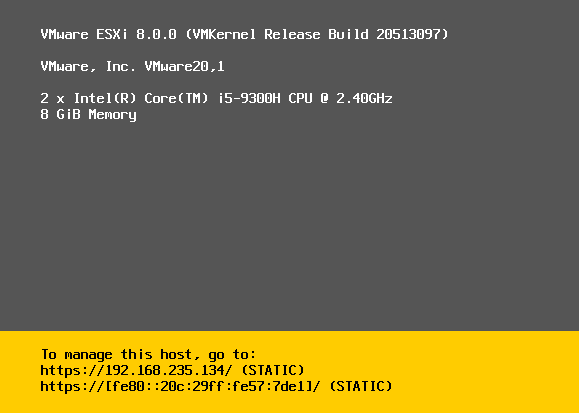 VMware ESXi 8.0.0 (VMKernel Release Build 20513097)
VMware, Inc. VMware20,1
2 x Intel(R) Core(TM) i5-9300H CPU @ 2.40GHz
8 GiB Memory
To manage this host, go to:
https://192.168.235.134/ (STATIC)
https://[fe80::20c:29ff:fe57:7de1]/ (STATIC)